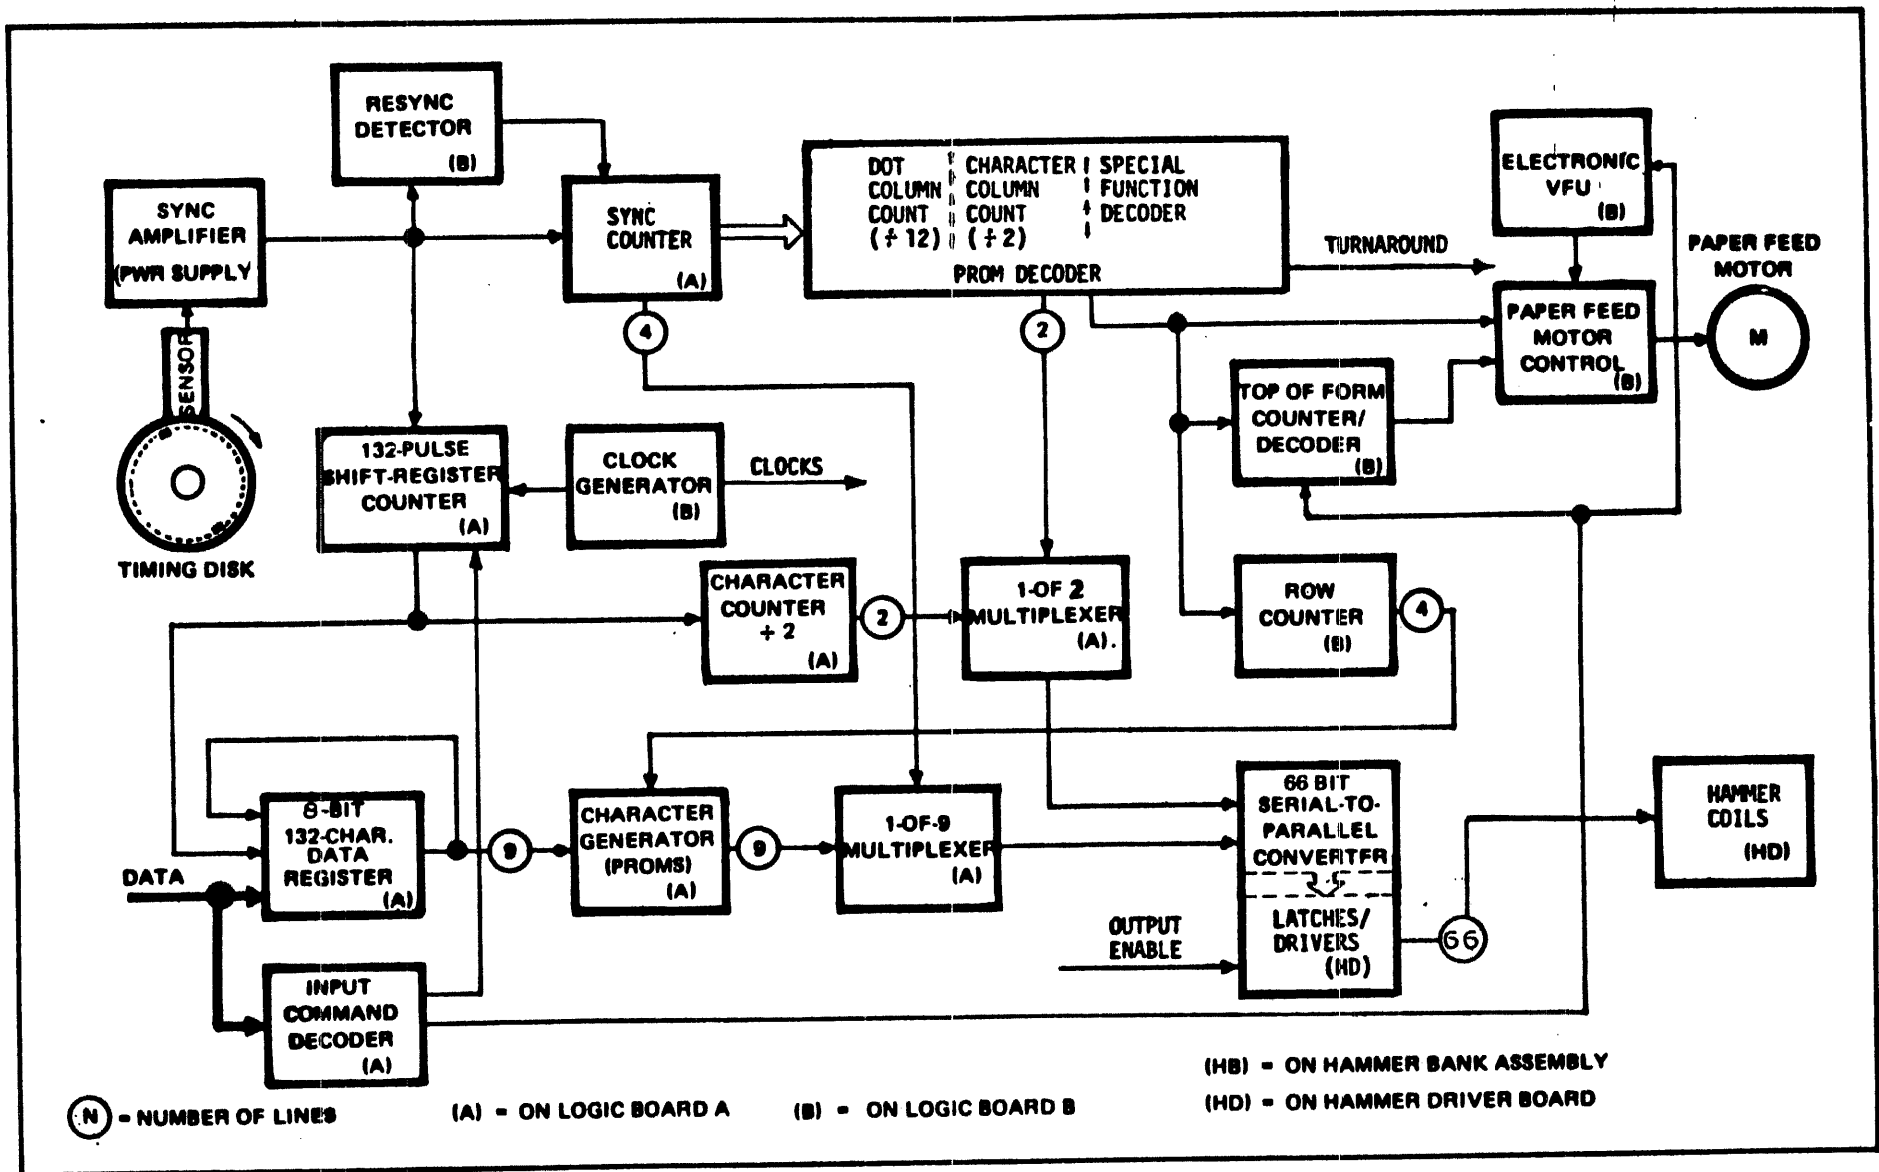 RESYNC
DETECTOR
(B)
SYNC
AMPLIFIER
(PWR SUPPLY
SENSOR
TIMING DISK
SYNC
COUNTER
(A)
4
DOT
COLUMN
COUNT
(÷12)
CHARACTER
COLUMN
COUNT
(÷2)
SPECIAL
FUNCTION
DECODER
PROM DECODER
2
TURNAROUND
ELECTRONIC
VFU
(B)
PAPER FEED
MOTOR
M
PAPER FEED
MOTOR
CONTROL
(B)
TOP OF FORM
COUNTER/
DECODER
(B)
132-PULSE
SHIFT-REGISTER
COUNTER
(A)
CLOCK
GENERATOR
(B)
CLOCKS
CHARACTER
COUNTER
÷ 2
(A)
2
1-OF 2
MULTIPLEXER
(A).
ROW
COUNTER
(B)
4
8-BIT
132-CHAR.
DATA
REGISTER
(A)
DATA
9
CHARACTER
GENERATOR
(PROMS)
(A)
9
1-OF-9
MULTIPLEXER
(A)
66 BIT
SERIAL-TO-
PARALLEL
CONVERTER
LATCHES/
DRIVERS
(HD)
OUTPUT
ENABLE
66
HAMMER
COILS
(HD)
INPUT
COMMAND
DECODER
(A)
(HB) = ON HAMMER BANK ASSEMBLY
N = NUMBER OF LINES
(A) = ON LOGIC BOARD A
(B) = ON LOGIC BOARD B
(HD) = ON HAMMER DRIVER BOARD